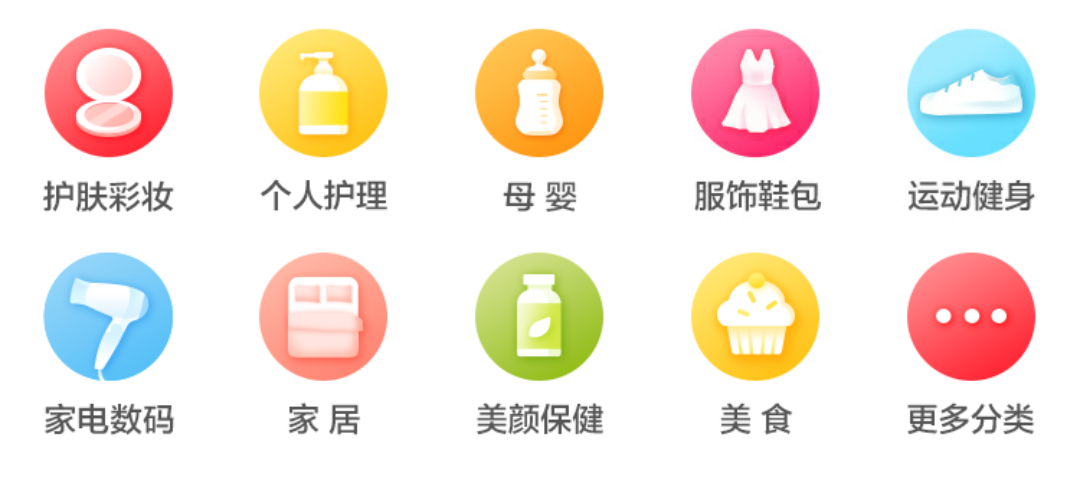 护肤彩妆
个人护理
母 婴
服饰鞋包
运动健身
家电数码
家 居
美颜保健
美 食
更多分类